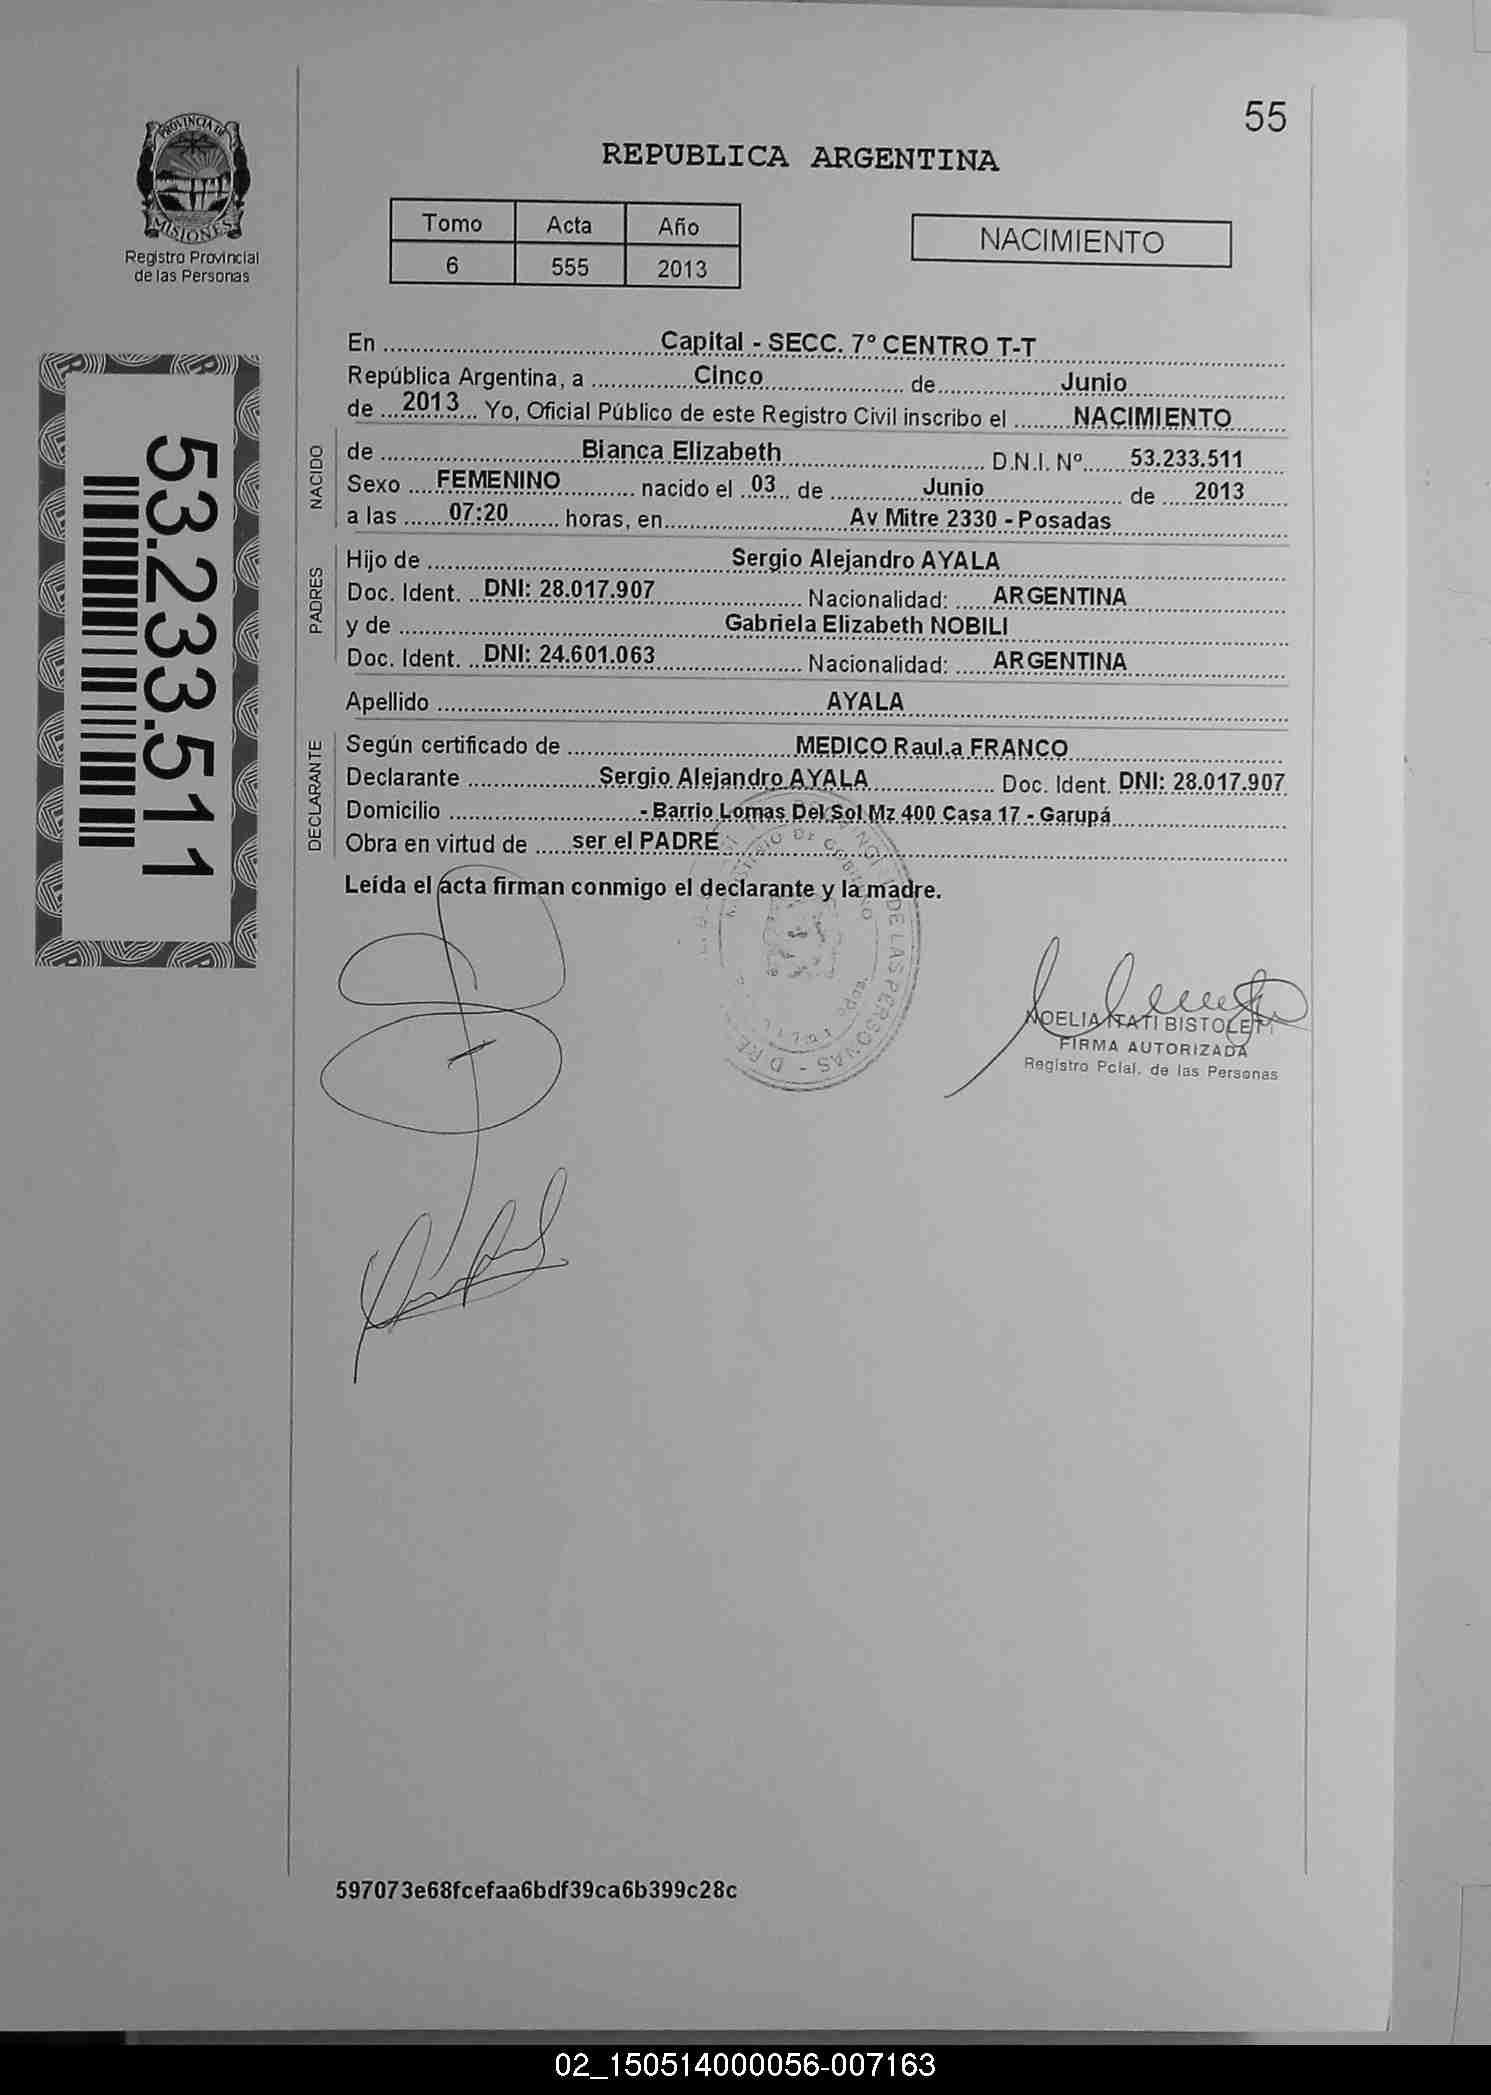 55
REPUBLICA ARGENTINA
PROVINCIA DE
MISIONES
Registro Provincial
de las Personas
Tomo Acta Año
6 555 2013
NACIMIENTO
53.233.511
En Capital - SECC. 7º CENTRO T-T
República Argentina, a Cinco de Junio
de 2013 Yo, Oficial Público de este Registro Civil inscribo el NACIMIENTO
NACIDO
de Bianca Elizabeth D.N.I. Nº 53.233.511
Sexo FEMENINO nacido el 03 de Junio de 2013
a las 07:20 horas, en Av Mitre 2330 - Posadas
PADRES
Hijo de Sergio Alejandro AYALA
Doc. Ident. DNI: 28.017.907 Nacionalidad: ARGENTINA
y de Gabriela Elizabeth NOBILI
Doc. Ident. DNI: 24.601.063 Nacionalidad: ARGENTINA
Apellido AYALA
DECLARANTE
Según certificado de MEDICO Raul.a FRANCO
Declarante Sergio Alejandro AYALA Doc. Ident. DNI: 28.017.907
Domicilio - Barrio Lomas Del Sol Mz 400 Casa 17 - Garupá
Obra en virtud de ser el PADRE
Leída el acta firman conmigo el declarante y la madre.
DE LAS PERSONAS
NOELIA ITATI BISTOLETTI
FIRMA AUTORIZADA
Registro Pcial. de las Personas
597073e68fcefaa6bdf39ca6b399c28c
02_150514000056-007163